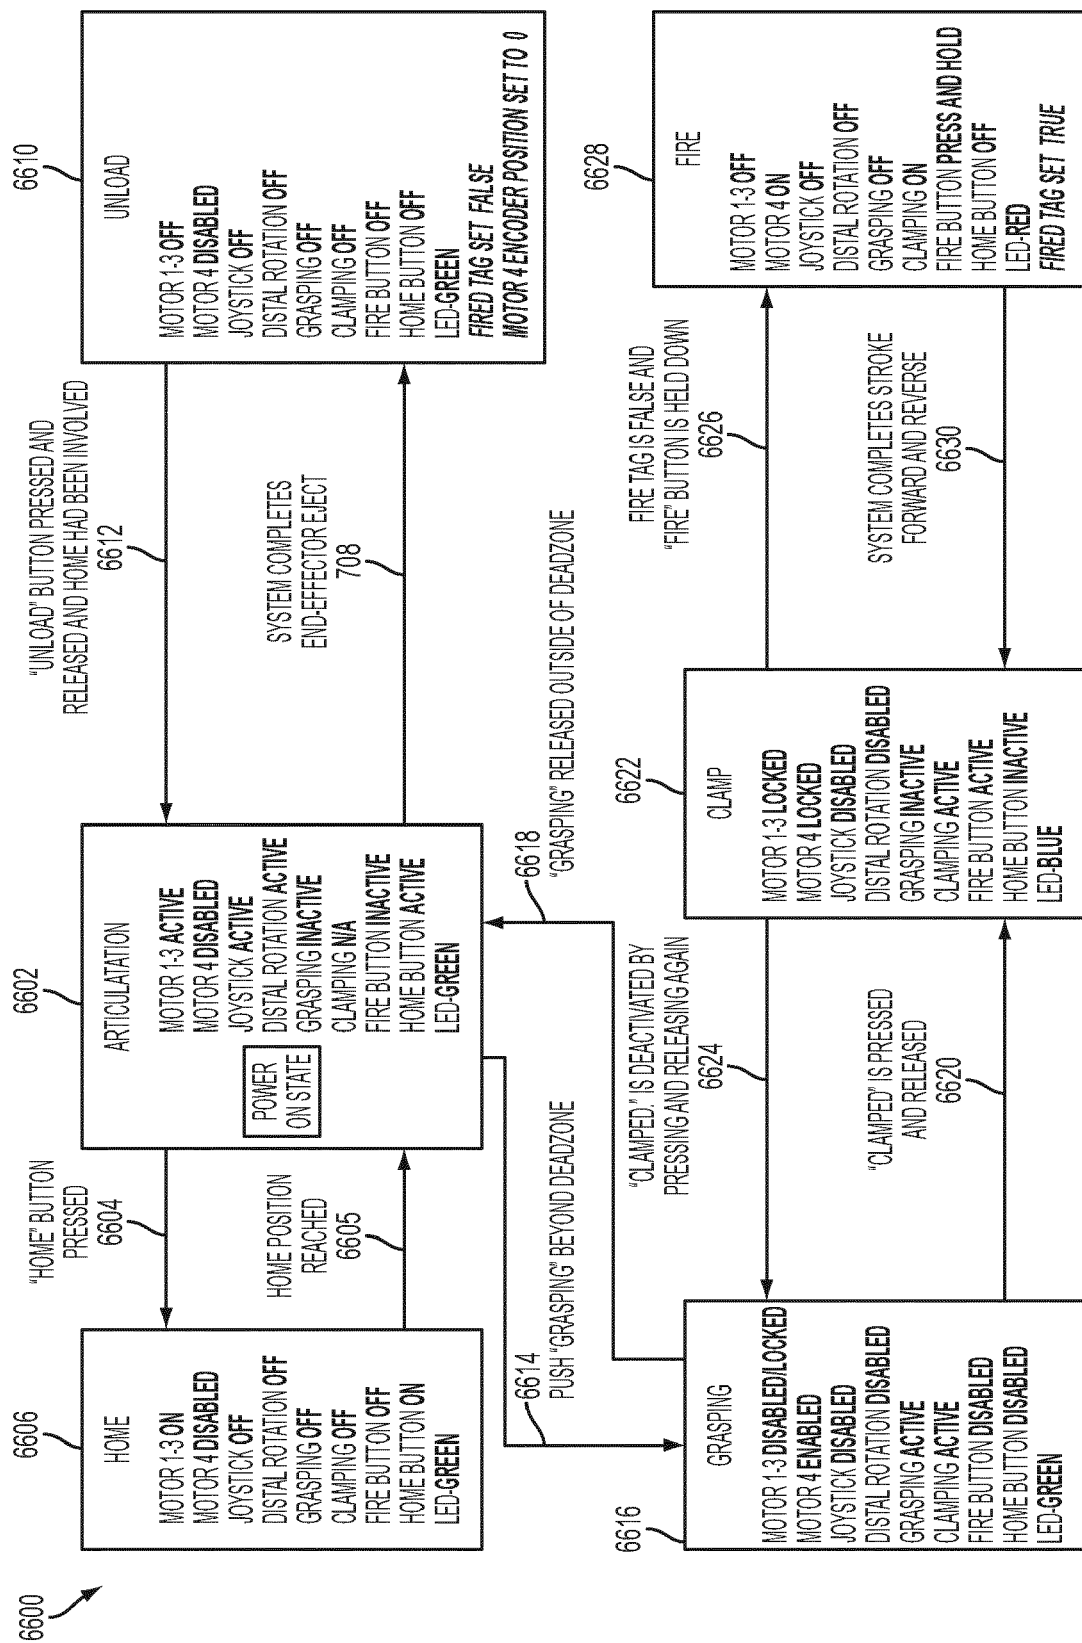 6600
6606
HOME
MOTOR 1-3 ON
MOTOR 4 DISABLED
JOYSTICK OFF
DISTAL ROTATION OFF
GRASPING OFF
CLAMPING OFF
FIRE BUTTON OFF
HOME BUTTON ON
LED-GREEN
"HOME" BUTTON
PRESSED
6604
HOME POSITION
REACHED
6605
6602
ARTICULATATION
POWER
ON STATE
MOTOR 1-3 ACTIVE
MOTOR 4 DISABLED
JOYSTICK ACTIVE
DISTAL ROTATION ACTIVE
GRASPING INACTIVE
CLAMPING N/A
FIRE BUTTON INACTIVE
HOME BUTTON ACTIVE
LED-GREEN
"UNLOAD" BUTTON PRESSED AND
RELEASED AND HOME HAD BEEN INVOLVED
6612
SYSTEM COMPLETES
END-EFFECTOR EJECT
708
6610
UNLOAD
MOTOR 1-3 OFF
MOTOR 4 DISABLED
JOYSTICK OFF
DISTAL ROTATION OFF
GRASPING OFF
CLAMPING OFF
FIRE BUTTON OFF
HOME BUTTON OFF
LED-GREEN
FIRED TAG SET FALSE
MOTOR 4 ENCODER POSITION SET TO 0
6614
PUSH "GRASPING" BEYOND DEADZONE
6618
"GRASPING" RELEASED OUTSIDE OF DEADZONE
6616
GRASPING
MOTOR 1-3 DISABLED/LOCKED
MOTOR 4 ENABLED
JOYSTICK DISABLED
DISTAL ROTATION DISABLED
GRASPING ACTIVE
CLAMPING ACTIVE
FIRE BUTTON DISABLED
HOME BUTTON DISABLED
LED-GREEN
"CLAMPED." IS DEACTIVATED BY
PRESSING AND RELEASING AGAIN
6624
"CLAMPED" IS PRESSED
AND RELEASED
6620
6622
CLAMP
MOTOR 1-3 LOCKED
MOTOR 4 LOCKED
JOYSTICK DISABLED
DISTAL ROTATION DISABLED
GRASPING INACTIVE
CLAMPING ACTIVE
FIRE BUTTON ACTIVE
HOME BUTTON INACTIVE
LED-BLUE
FIRE TAG IS FALSE AND
"FIRE" BUTTON IS HELD DOWN
6626
SYSTEM COMPLETES STROKE
FORWARD AND REVERSE
6630
6628
FIRE
MOTOR 1-3 OFF
MOTOR 4 ON
JOYSTICK OFF
DISTAL ROTATION OFF
GRASPING OFF
CLAMPING ON
FIRE BUTTON PRESS AND HOLD
HOME BUTTON OFF
LED-RED
FIRED TAG SET TRUE